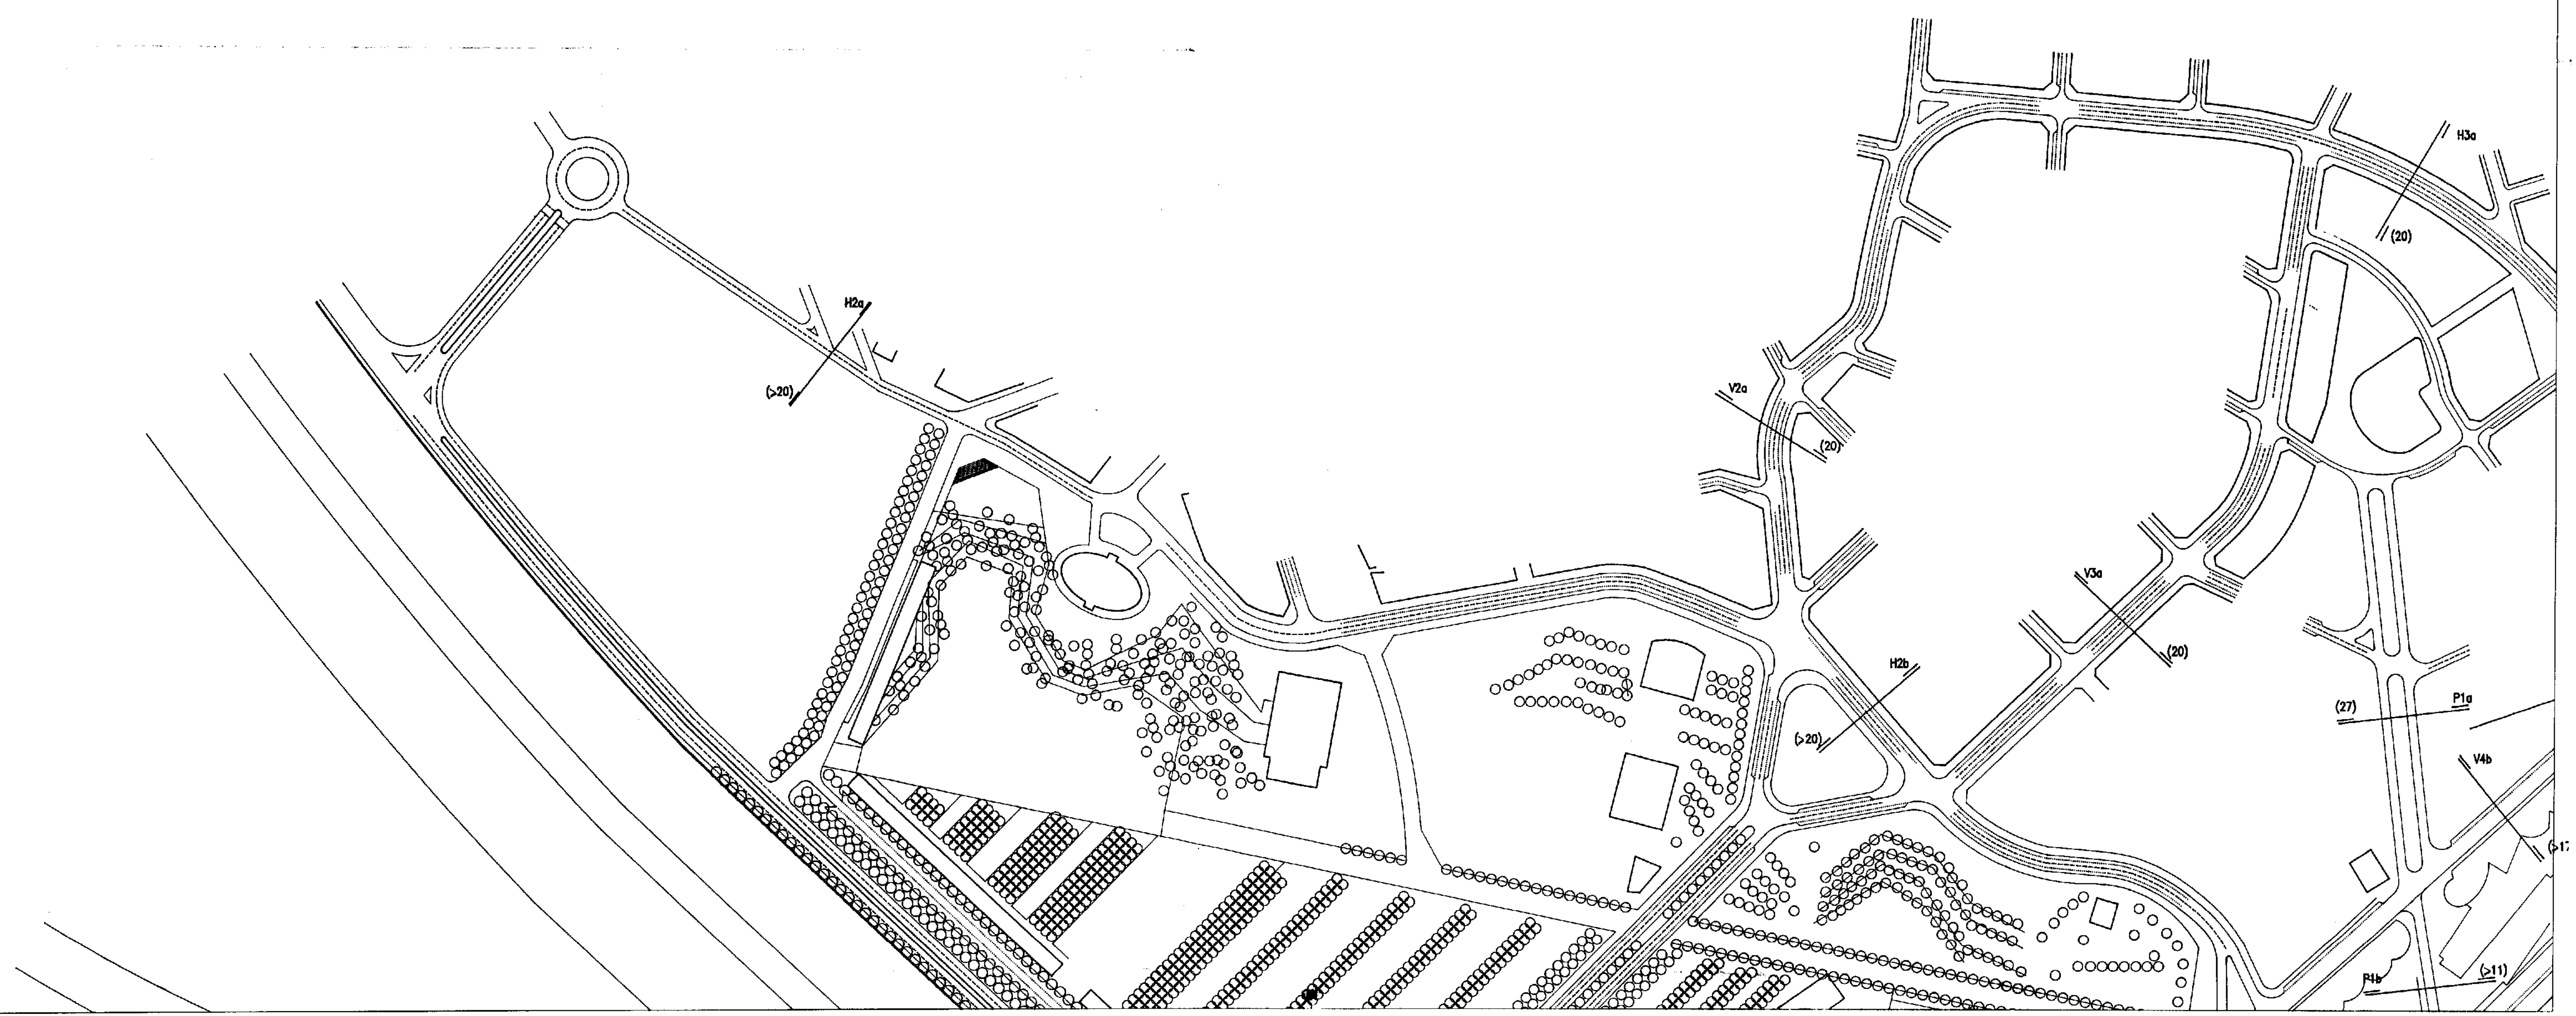 H3a
(20)
H2a
(>20)
V2a
(20)
V3a
(20)
H2b
(>20)
P1a
(27)
V4b
P1b
(>11)